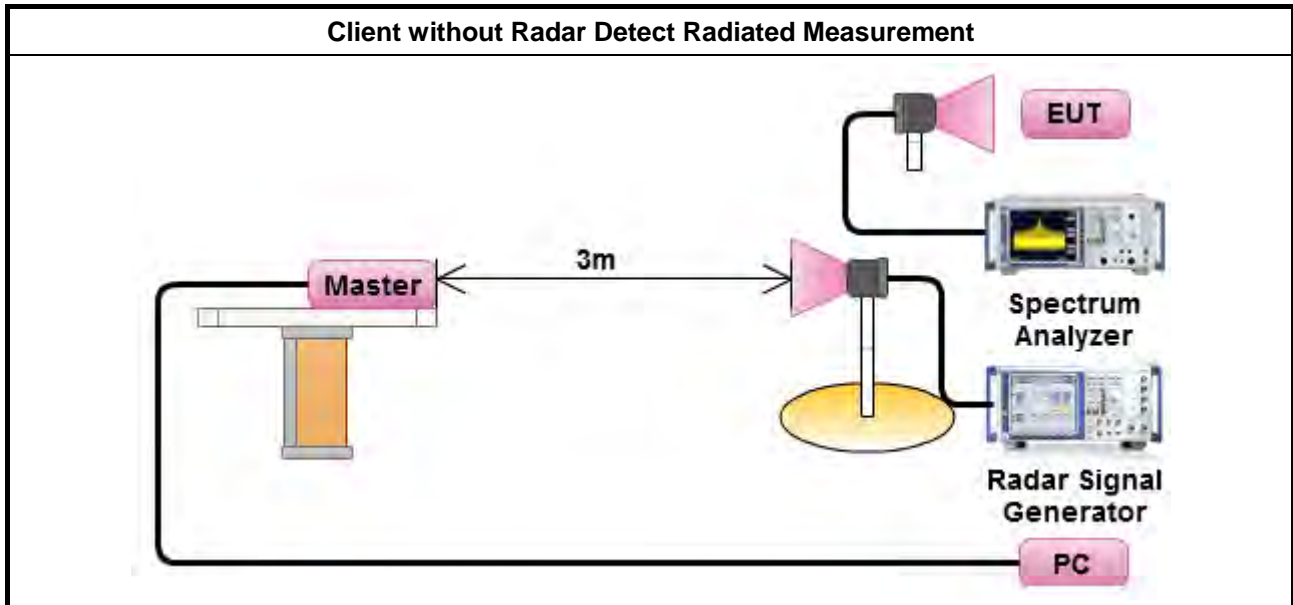 Client without Radar Detect Radiated Measurement
EUT
3m
Master
Spectrum
Analyzer
Radar Signal
Generator
PC